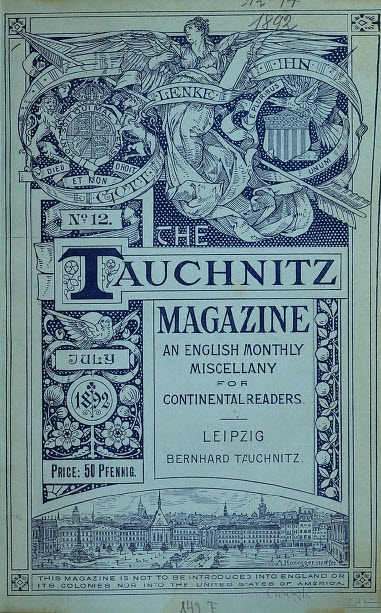 1892
LENKE
IHN
GOTT
E PLURIBUS
UNUM
DIEU
ET MON
DROIT
No 12.
THE
TAUCHNITZ
MAGAZINE
AN ENGLISH MONTHLY
MISCELLANY
FOR
CONTINENTAL READERS.
JULY
1892
LEIPZIG
BERNHARD TAUCHNITZ.
PRICE: 50 PFENNIG.
THIS MAGAZINE IS NOT TO BE INTRODUCED INTO ENGLAND OR
ITS COLONIES NOR INTO THE UNITED STATES OF AMERICA.